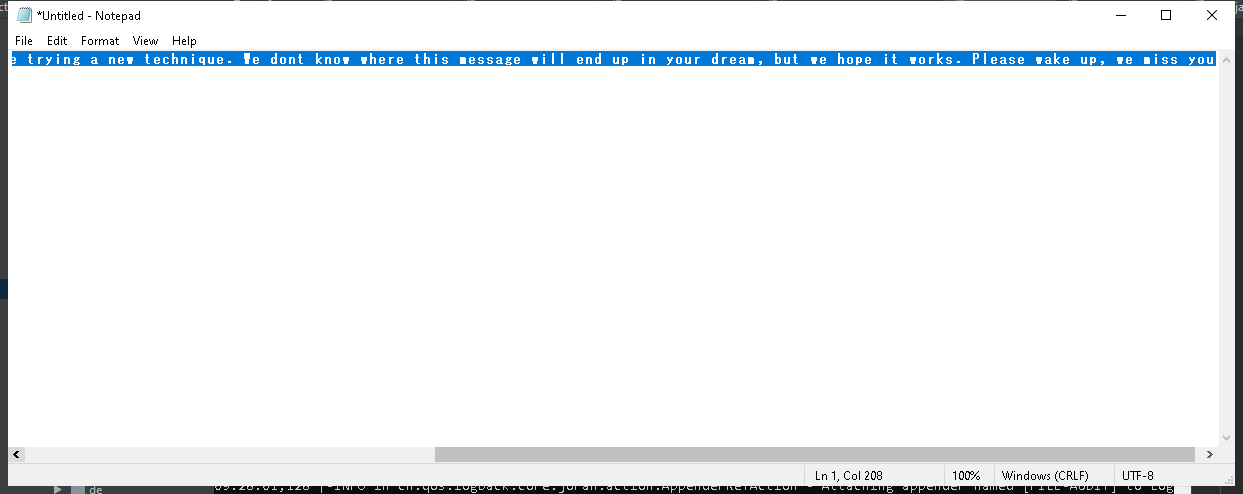 *Untitled - Notepad
File Edit Format View Help
e trying a new technique. We dont know where this message will end up in your dream, but we hope it works. Please wake up, we miss you
Ln 1, Col 208 100% Windows (CRLF) UTF-8
de 09:28:01,128 |-INFO in ch.qos.logback.core.joran.action.AppenderRefAction - Attaching appender named [FILE-AUDIT] to Log